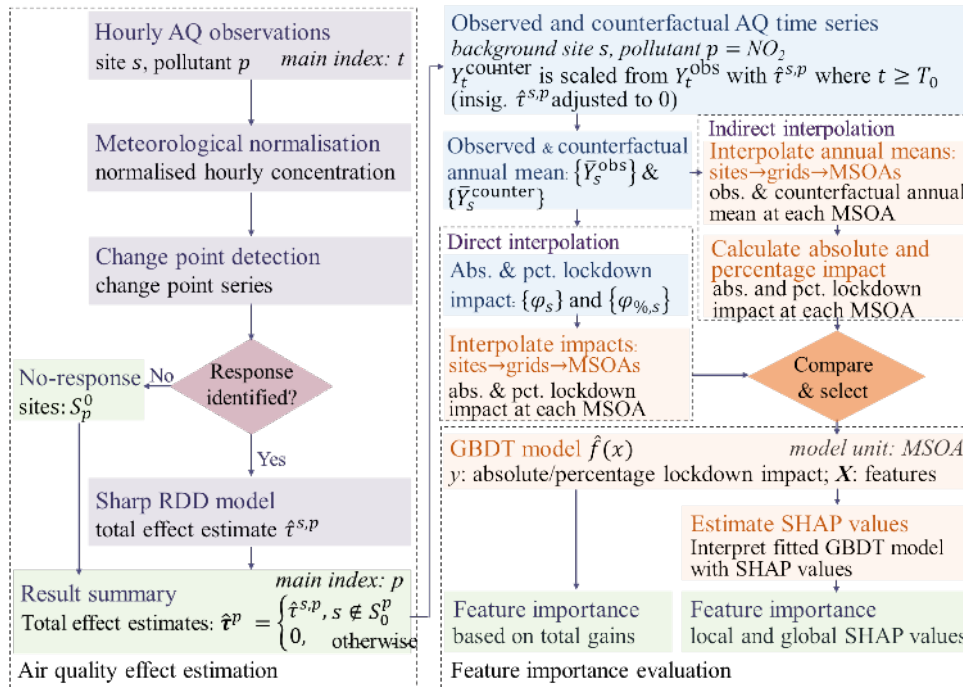 Hourly AQ observations
site s, pollutant p main index: t
Meteorological normalisation
normalised hourly concentration
Change point detection
change point series
Response
identified?
No
No-response
sites: S_p^0
Yes
Sharp RDD model
total effect estimate τ̂^{s,p}
main index: p
Result summary
Total effect estimates: τ̂^p = { τ̂^{s,p}, s ∉ S_0^p
0, otherwise
Air quality effect estimation
Observed and counterfactual AQ time series
background site s, pollutant p = NO_2
Y_t^counter is scaled from Y_t^obs with τ̂^{s,p} where t ≥ T_0
(insig. τ̂^{s,p} adjusted to 0)
Observed & counterfactual
annual mean: {Ȳ_s^obs} &
{Ȳ_s^counter}
Indirect interpolation
Interpolate annual means:
sites→grids→MSOAs
obs. & counterfactual annual
mean at each MSOA
Calculate absolute and
percentage impact
abs. and pct. lockdown
impact at each MSOA
Direct interpolation
Abs. & pct. lockdown
impact: {φ_s} and {φ_{%,s}}
Interpolate impacts:
sites→grids→MSOAs
abs. & pct. lockdown
impact at each MSOA
Compare
& select
GBDT model f̂(x) model unit: MSOA
y: absolute/percentage lockdown impact; X: features
Estimate SHAP values
Interpret fitted GBDT model
with SHAP values
Feature importance
based on total gains
Feature importance
local and global SHAP values
Feature importance evaluation